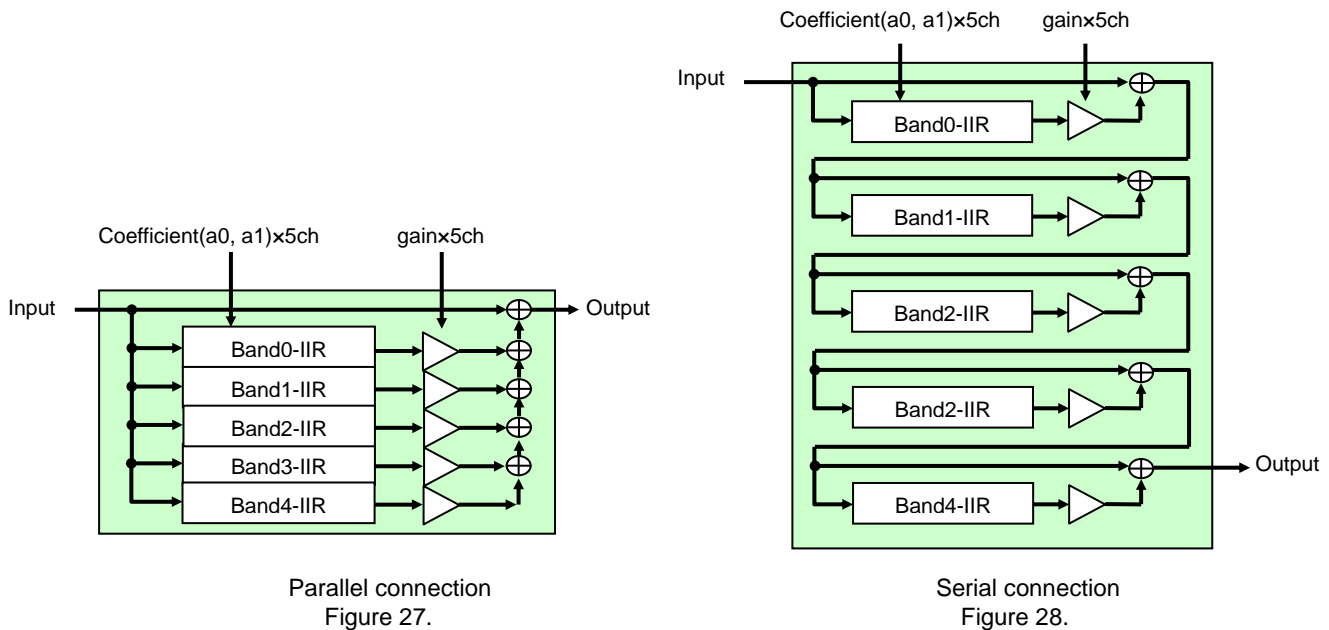 Coefficient(a0, a1)×5ch
gain×5ch
Input
Output
Band0-IIR
Band1-IIR
Band2-IIR
Band3-IIR
Band4-IIR
Parallel connection
Figure 27.
Coefficient(a0, a1)×5ch
gain×5ch
Input
Band0-IIR
Band1-IIR
Band2-IIR
Band2-IIR
Band4-IIR
Output
Serial connection
Figure 28.